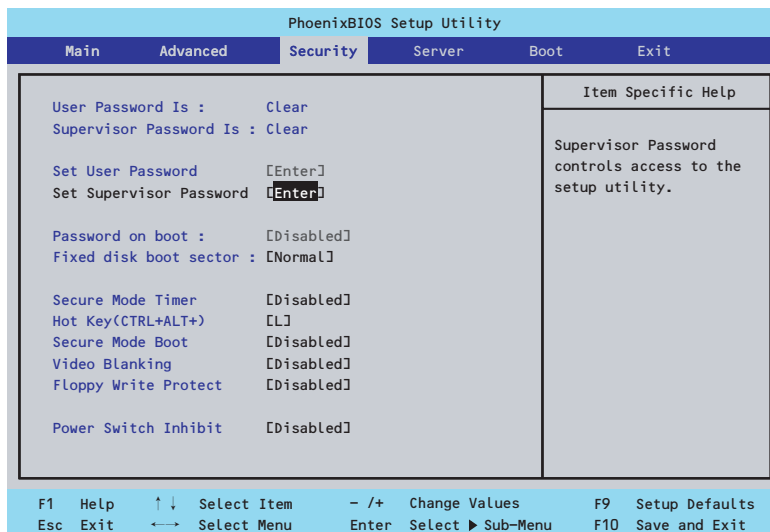 PhoenixBIOS Setup Utility
Main Advanced Security Server Boot Exit
Item Specific Help
User Password Is : Clear
Supervisor Password Is : Clear
Supervisor Password
controls access to the
setup utility.
Set User Password [Enter]
Set Supervisor Password [Enter]
Password on boot : [Disabled]
Fixed disk boot sector : [Normal]
Secure Mode Timer [Disabled]
Hot Key(CTRL+ALT+) [L]
Secure Mode Boot [Disabled]
Video Blanking [Disabled]
Floppy Write Protect [Disabled]
Power Switch Inhibit [Disabled]
F1 Help ↑↓ Select Item - /+ Change Values F9 Setup Defaults
Esc Exit ←→ Select Menu Enter Select ▶ Sub-Menu F10 Save and Exit